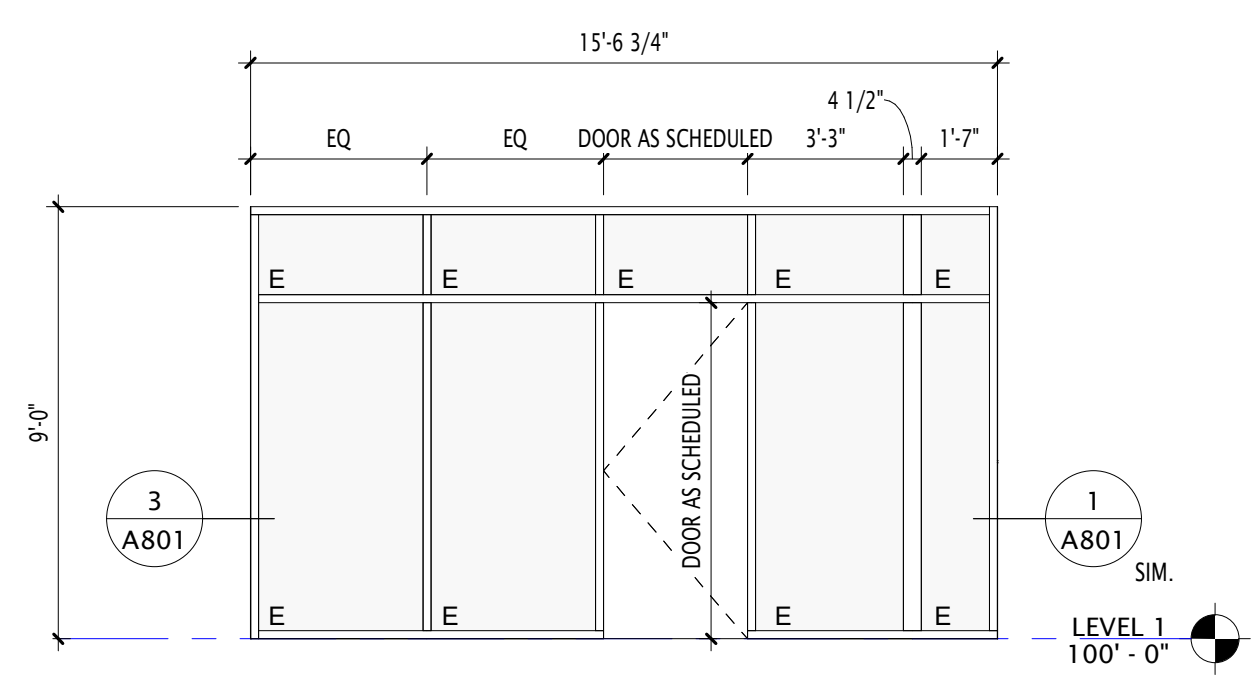 15'-6 3/4"
4 1/2"
EQ EQ DOOR AS SCHEDULED 3'-3" 1'-7"
E E E E E
9'-0"
DOOR AS SCHEDULED
3
A801
1
A801
SIM.
E E E E
LEVEL 1
100' - 0"